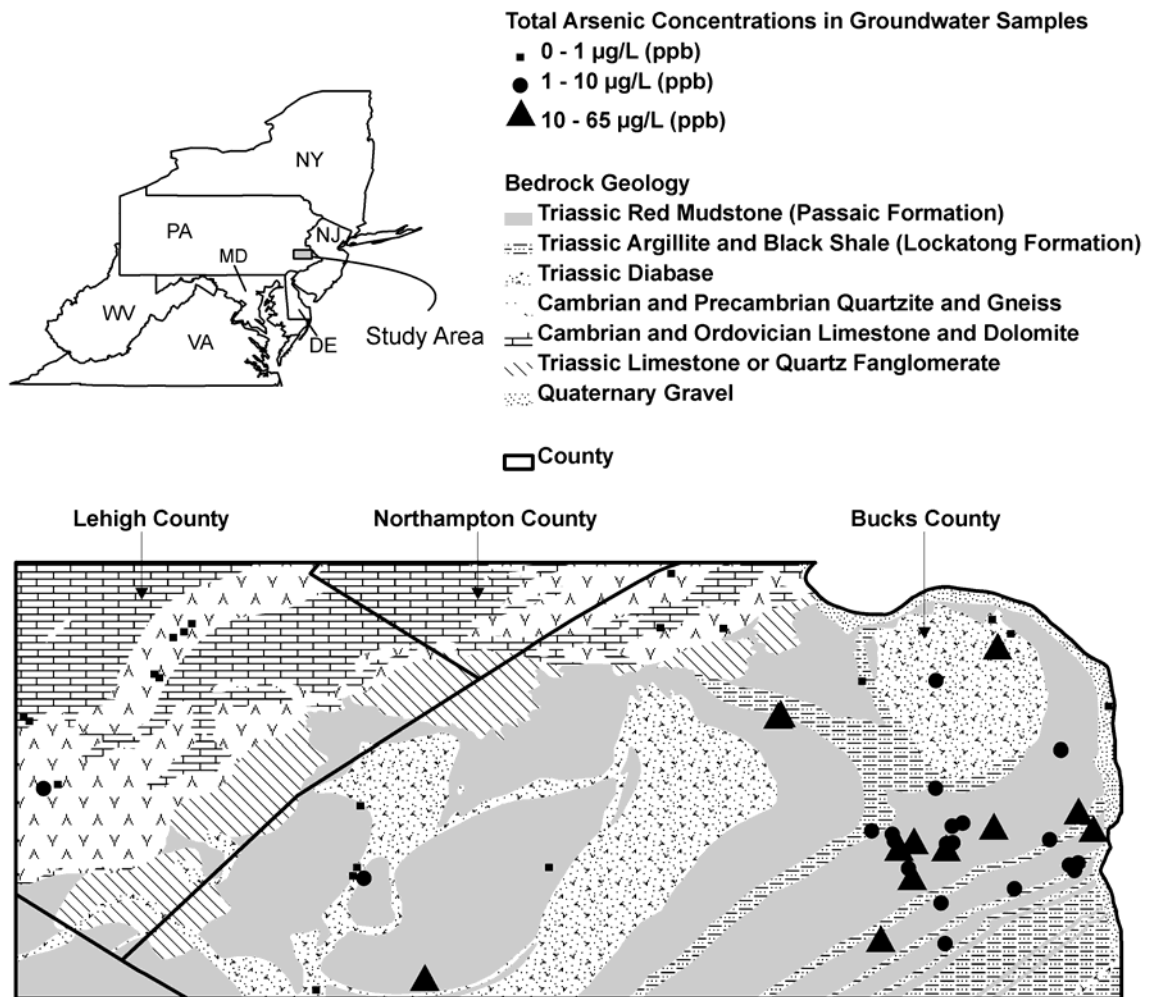 Total Arsenic Concentrations in Groundwater Samples
0 - 1 µg/L (ppb)
1 - 10 µg/L (ppb)
10 - 65 µg/L (ppb)
NY
PA
NJ
MD
WV
VA
DE
Study Area
Bedrock Geology
Triassic Red Mudstone (Passaic Formation)
Triassic Argillite and Black Shale (Lockatong Formation)
Triassic Diabase
Cambrian and Precambrian Quartzite and Gneiss
Cambrian and Ordovician Limestone and Dolomite
Triassic Limestone or Quartz Fanglomerate
Quaternary Gravel
County
Lehigh County
Northampton County
Bucks County